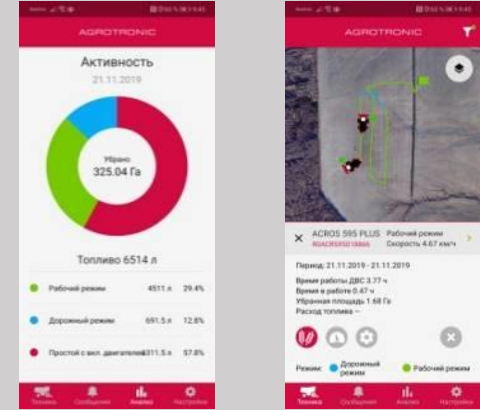 AGROTRONIC
Активность
21.11.2019
Убрано
325.04 Га
Топливо 6514 л
Рабочий режим 4511 л 29.4%
Дорожный режим 691.5 л 12.8%
Простой с вкл. двигателем 1311.5 л 57.8%
Техника Сообщения Анализ Настройки
AGROTRONIC
ACROS 595 PLUS Рабочий режим
Скорость 4.67 км/ч
Период: 21.11.2019 - 21.11.2019
Время работы ДВС 3.77 ч
Время в работе 0.47 ч
Убранная площадь 1.68 Га
Расход топлива --
Режим: Дорожный режим Рабочий режим
Техника Сообщения Анализ Настройки